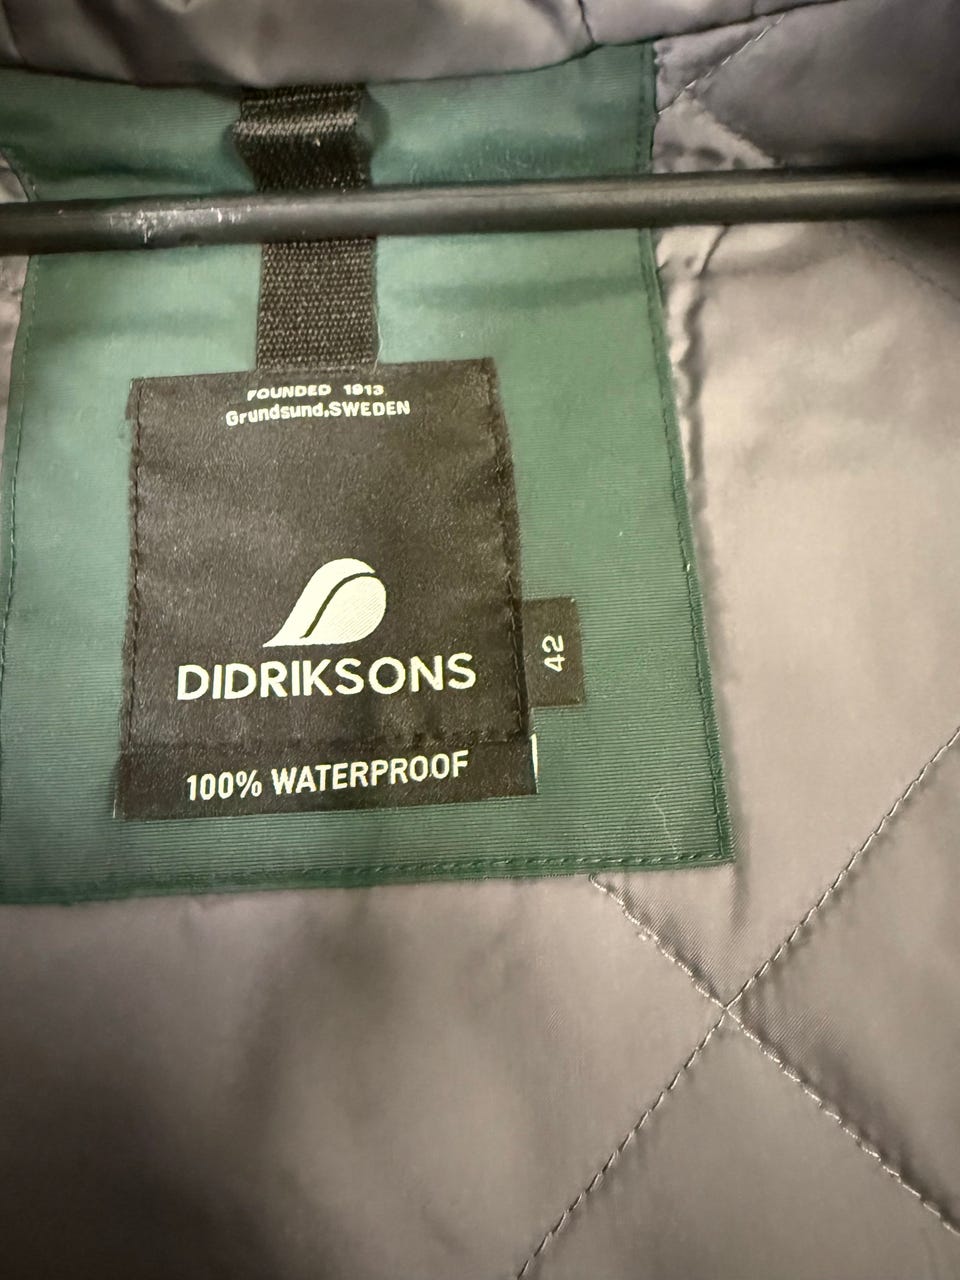 FOUNDED 1913
Grundsund,SWEDEN
DIDRIKSONS
42
100% WATERPROOF